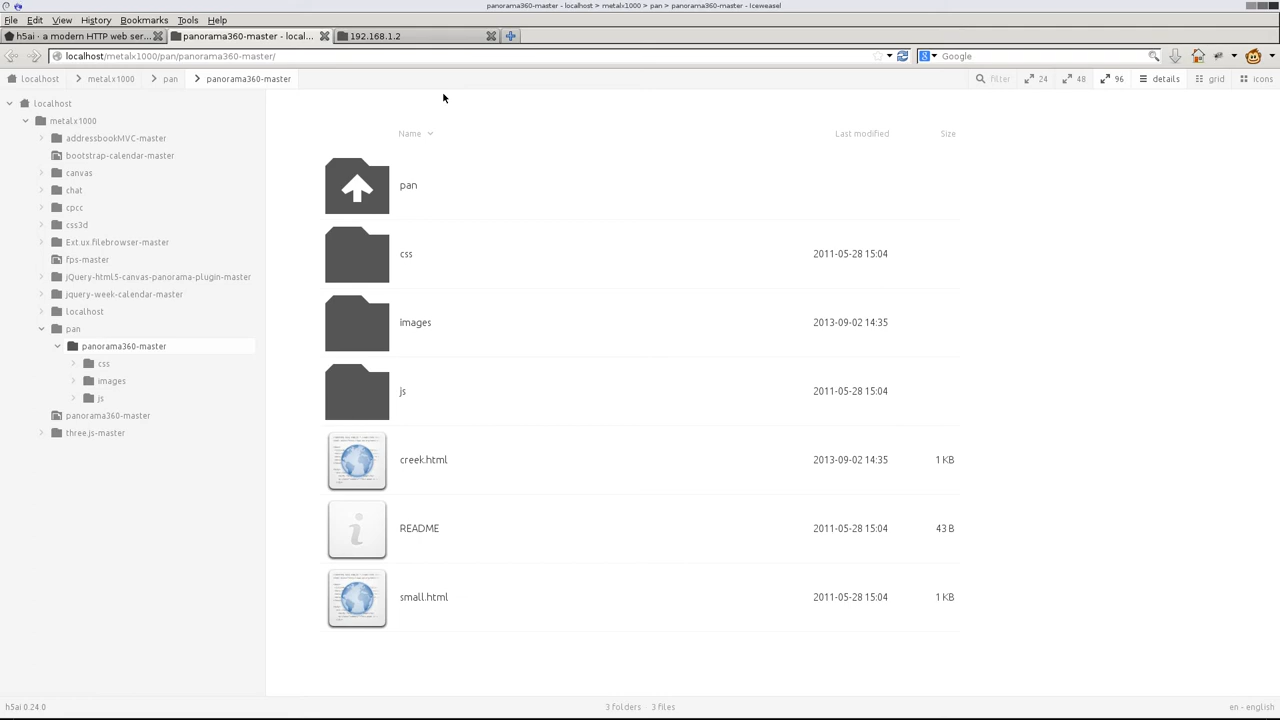 panorama360-master - localhost > metalx1000 > pan > panorama360-master - Iceweasel
File Edit View History Bookmarks Tools Help
h5ai · a modern HTTP web ser...
panorama360-master - local...
192.168.1.2
localhost/metalx1000/pan/panorama360-master/
Google
localhost
metalx1000
pan
panorama360-master
filter
24
48
96
details
grid
icons
localhost
metalx1000
addressbookMVC-master
bootstrap-calendar-master
canvas
chat
cpcc
css3d
Ext.ux.filebrowser-master
fps-master
jQuery-html5-canvas-panorama-plugin-master
jquery-week-calendar-master
localhost
pan
panorama360-master
css
images
js
panorama360-master
three.js-master
Name Last modified Size
pan
css 2011-05-28 15:04
images 2013-09-02 14:35
js 2011-05-28 15:04
creek.html 2013-09-02 14:35 1 KB
README 2011-05-28 15:04 43 B
small.html 2011-05-28 15:04 1 KB
h5ai 0.24.0
3 folders 3 files
en - english